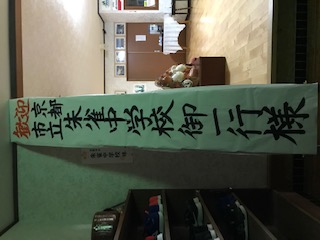 歓迎
京都
市立
朱雀中学校御一行様